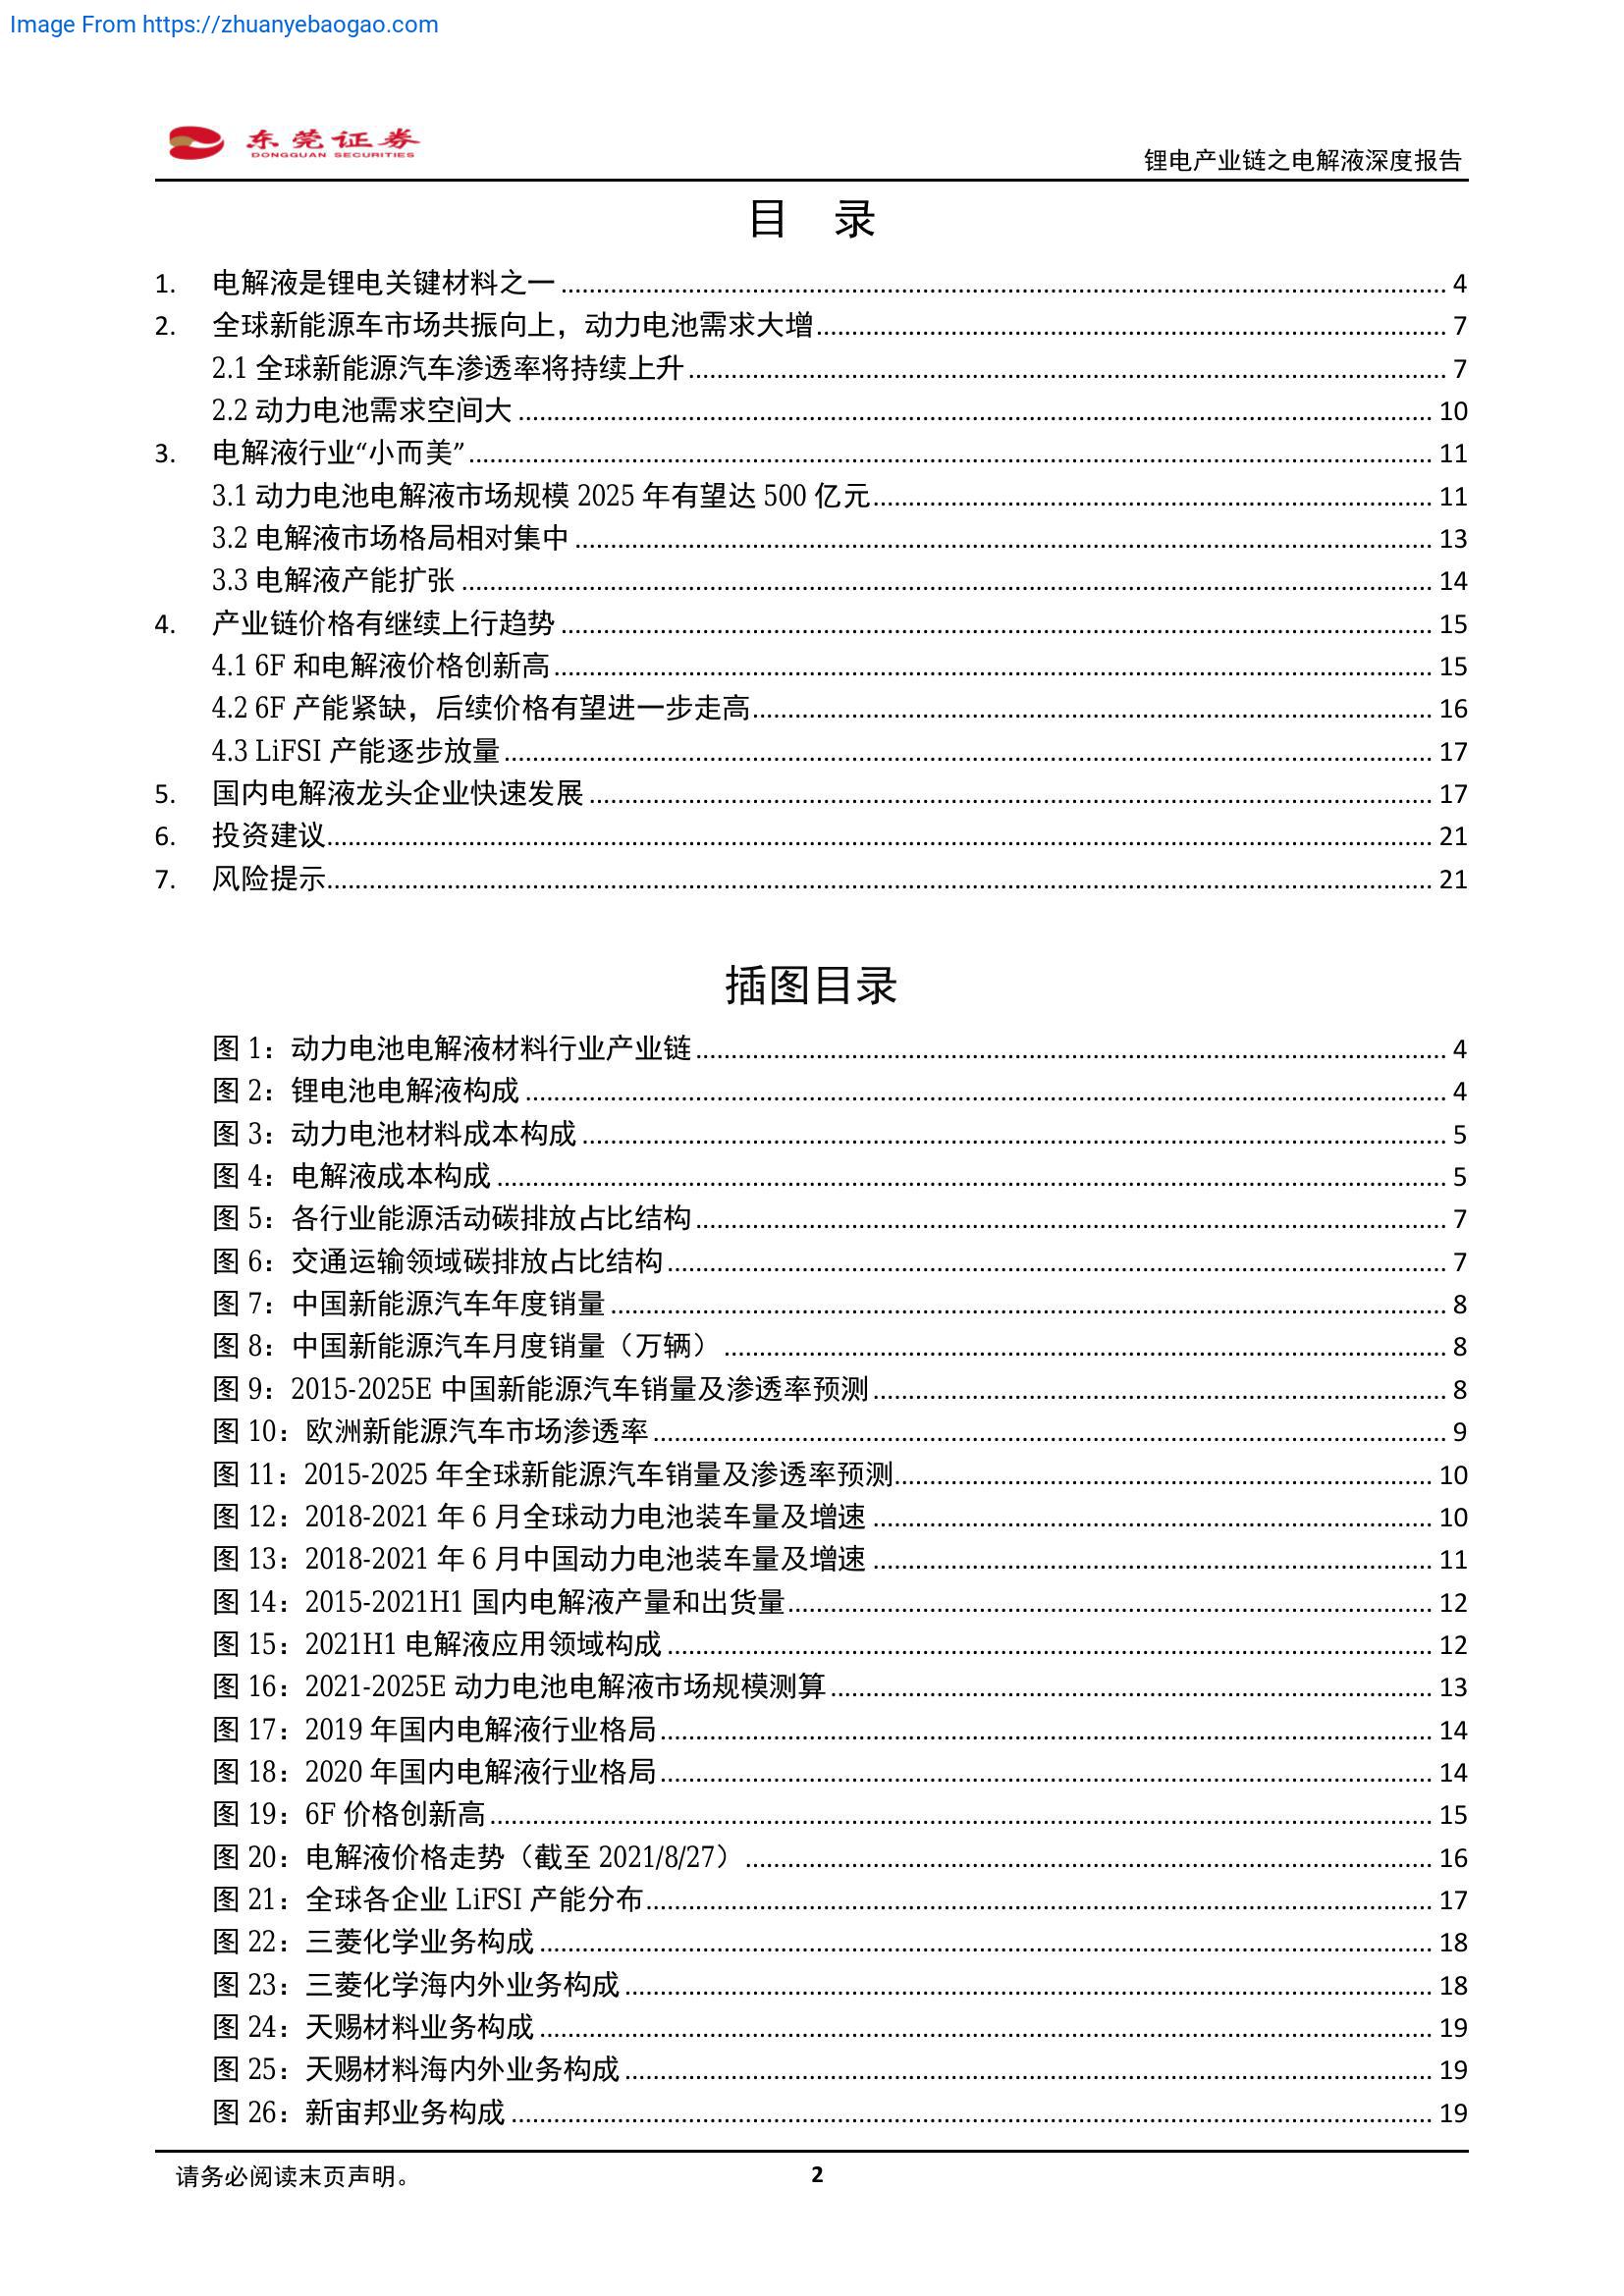 Image From https://zhuanyebaogao.com
东莞证券
DONGGUAN SECURITIES
锂电产业链之电解液深度报告
目 录
1. 电解液是锂电关键材料之一 4
2. 全球新能源车市场共振向上，动力电池需求大增 7
2.1 全球新能源汽车渗透率将持续上升 7
2.2 动力电池需求空间大 10
3. 电解液行业“小而美” 11
3.1 动力电池电解液市场规模 2025 年有望达 500 亿元 11
3.2 电解液市场格局相对集中 13
3.3 电解液产能扩张 14
4. 产业链价格有继续上行趋势 15
4.1 6F 和电解液价格创新高 15
4.2 6F 产能紧缺，后续价格有望进一步走高 16
4.3 LiFSI 产能逐步放量 17
5. 国内电解液龙头企业快速发展 17
6. 投资建议 21
7. 风险提示 21
插图目录
图 1：动力电池电解液材料行业产业链 4
图 2：锂电池电解液构成 4
图 3：动力电池材料成本构成 5
图 4：电解液成本构成 5
图 5：各行业能源活动碳排放占比结构 7
图 6：交通运输领域碳排放占比结构 7
图 7：中国新能源汽车年度销量 8
图 8：中国新能源汽车月度销量（万辆） 8
图 9：2015-2025E 中国新能源汽车销量及渗透率预测 8
图 10：欧洲新能源汽车市场渗透率 9
图 11：2015-2025 年全球新能源汽车销量及渗透率预测 10
图 12：2018-2021 年 6 月全球动力电池装车量及增速 10
图 13：2018-2021 年 6 月中国动力电池装车量及增速 11
图 14：2015-2021H1 国内电解液产量和出货量 12
图 15：2021H1 电解液应用领域构成 12
图 16：2021-2025E 动力电池电解液市场规模测算 13
图 17：2019 年国内电解液行业格局 14
图 18：2020 年国内电解液行业格局 14
图 19：6F 价格创新高 15
图 20：电解液价格走势（截至 2021/8/27） 16
图 21：全球各企业 LiFSI 产能分布 17
图 22：三菱化学业务构成 18
图 23：三菱化学海内外业务构成 18
图 24：天赐材料业务构成 19
图 25：天赐材料海内外业务构成 19
图 26：新宙邦业务构成 19
请务必阅读末页声明。
2